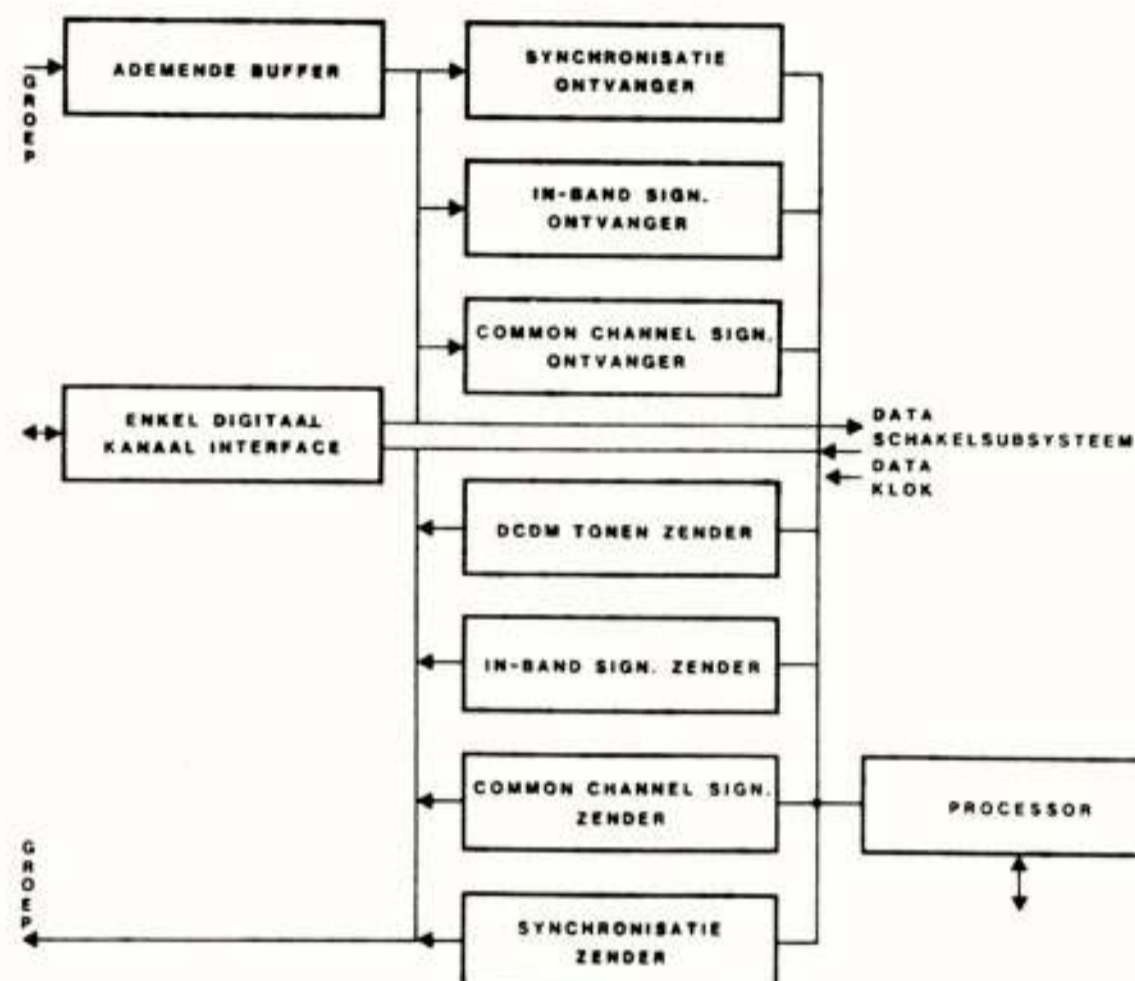 GROEP
ADEMENDE BUFFER
SYNCHRONISATIE
ONTVANGER
IN-BAND SIGN.
ONTVANGER
COMMON CHANNEL SIGN.
ONTVANGER
ENKEL DIGITAAL
KANAAL INTERFACE
DATA
SCHAKELSUBSYSTEEM
DATA
KLOK
DCDM TONEN ZENDER
IN-BAND SIGN. ZENDER
COMMON CHANNEL SIGN.
ZENDER
PROCESSOR
GROEP
SYNCHRONISATIE
ZENDER